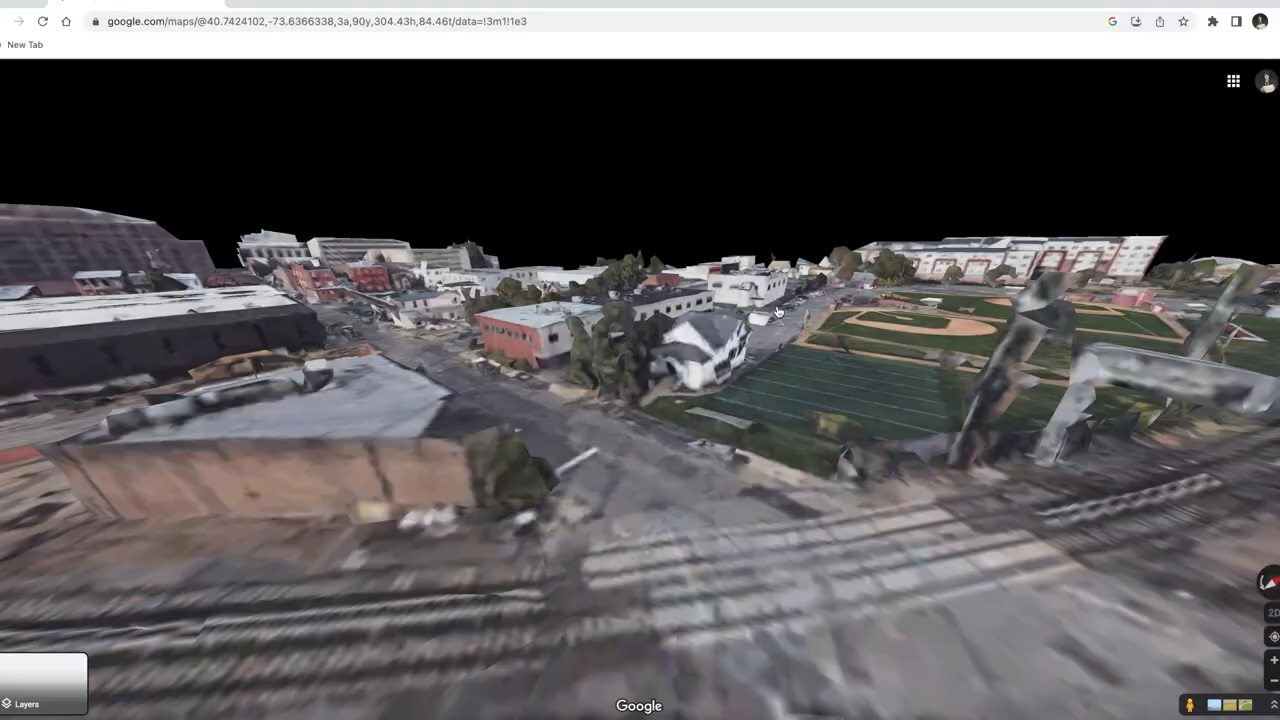 google.com/maps/@40.7424102,-73.6366338,3a,90y,304.43h,84.46t/data=!3m1!1e3
New Tab
2D
Layers
Google